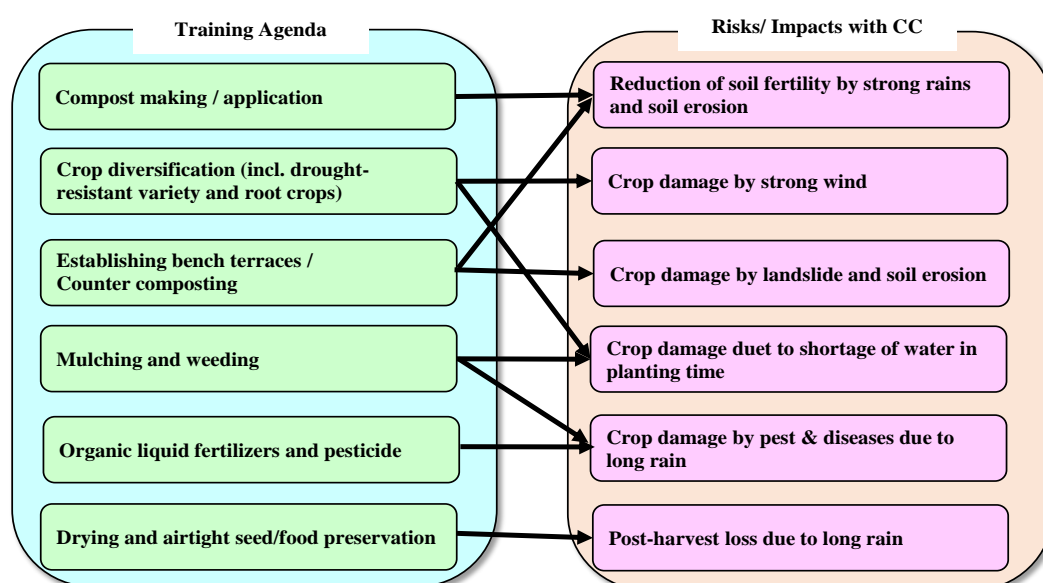 Training Agenda
Compost making / application
Crop diversification (incl. drought-
resistant variety and root crops)
Establishing bench terraces /
Counter composting
Mulching and weeding
Organic liquid fertilizers and pesticide
Drying and airtight seed/food preservation
Risks/ Impacts with CC
Reduction of soil fertility by strong rains
and soil erosion
Crop damage by strong wind
Crop damage by landslide and soil erosion
Crop damage duet to shortage of water in
planting time
Crop damage by pest & diseases due to
long rain
Post-harvest loss due to long rain